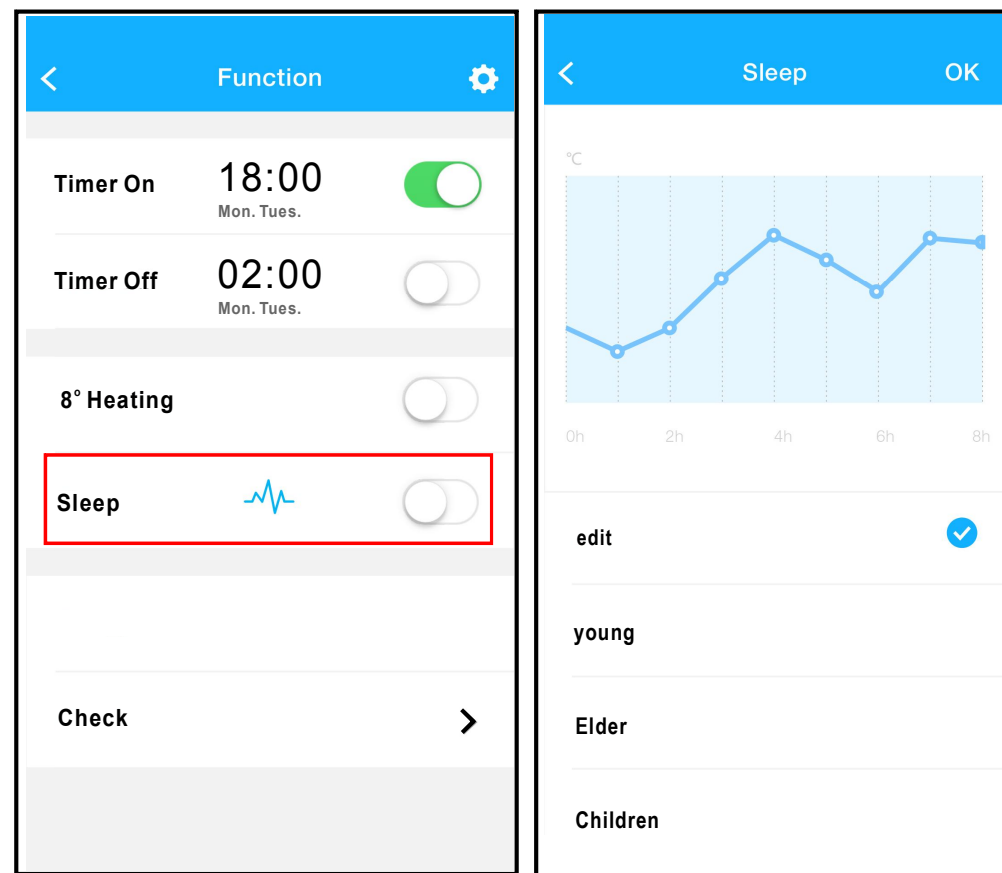 Function
Timer On 18:00
Mon. Tues.
Timer Off 02:00
Mon. Tues.
8° Heating
Sleep
Check
Sleep OK
°C
0h 2h 4h 6h 8h
edit
young
Elder
Children